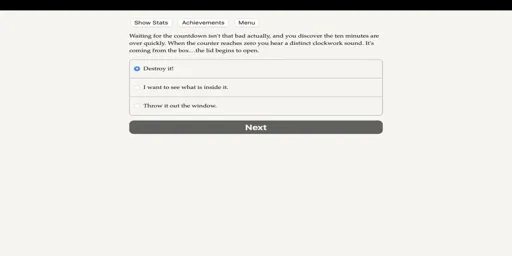 Show Stats Achievements Menu
Waiting for the countdown isn't that bad actually, and you discover the ten minutes are
over quickly. When the counter reaches zero you hear a distinct clockwork sound. It's
coming from the box…the lid begins to open.
Destroy it!
I want to see what is inside it.
Throw it out the window.
Next